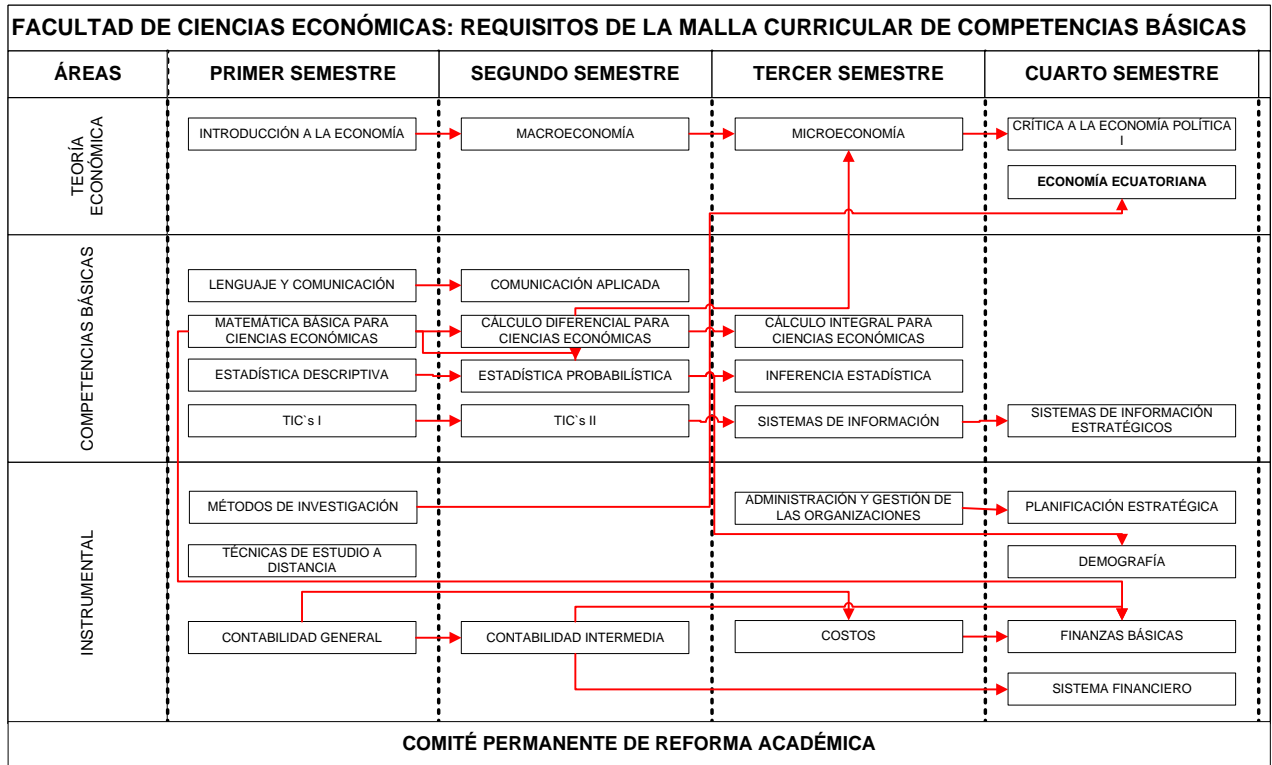 FACULTAD DE CIENCIAS ECONÓMICAS: REQUISITOS DE LA MALLA CURRICULAR DE COMPETENCIAS BÁSICAS
ÁREAS
PRIMER SEMESTRE
SEGUNDO SEMESTRE
TERCER SEMESTRE
CUARTO SEMESTRE
TEORÍA
ECONÓMICA
INTRODUCCIÓN A LA ECONOMÍA
MACROECONOMÍA
MICROECONOMÍA
CRÍTICA A LA ECONOMÍA POLÍTICA
I
ECONOMÍA ECUATORIANA
COMPETENCIAS BÁSICAS
LENGUAJE Y COMUNICACIÓN
COMUNICACIÓN APLICADA
MATEMÁTICA BÁSICA PARA
CIENCIAS ECONÓMICAS
CÁLCULO DIFERENCIAL PARA
CIENCIAS ECONÓMICAS
CÁLCULO INTEGRAL PARA
CIENCIAS ECONÓMICAS
ESTADÍSTICA DESCRIPTIVA
ESTADÍSTICA PROBABILÍSTICA
INFERENCIA ESTADÍSTICA
TIC`s I
TIC`s II
SISTEMAS DE INFORMACIÓN
SISTEMAS DE INFORMACIÓN
ESTRATÉGICOS
INSTRUMENTAL
MÉTODOS DE INVESTIGACIÓN
ADMINISTRACIÓN Y GESTIÓN DE
LAS ORGANIZACIONES
PLANIFICACIÓN ESTRATÉGICA
TÉCNICAS DE ESTUDIO A
DISTANCIA
DEMOGRAFÍA
CONTABILIDAD GENERAL
CONTABILIDAD INTERMEDIA
COSTOS
FINANZAS BÁSICAS
SISTEMA FINANCIERO
COMITÉ PERMANENTE DE REFORMA ACADÉMICA